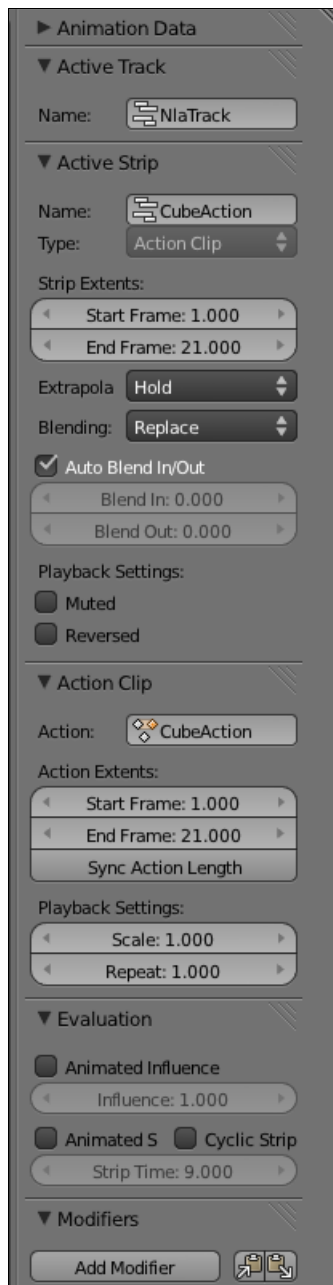 Animation Data
Active Track
Name: NlaTrack
Active Strip
Name: CubeAction
Type: Action Clip
Strip Extents:
Start Frame: 1.000
End Frame: 21.000
Extrapola Hold
Blending: Replace
Auto Blend In/Out
Blend In: 0.000
Blend Out: 0.000
Playback Settings:
Muted
Reversed
Action Clip
Action: CubeAction
Action Extents:
Start Frame: 1.000
End Frame: 21.000
Sync Action Length
Playback Settings:
Scale: 1.000
Repeat: 1.000
Evaluation
Animated Influence
Influence: 1.000
Animated S Cyclic Strip
Strip Time: 9.000
Modifiers
Add Modifier